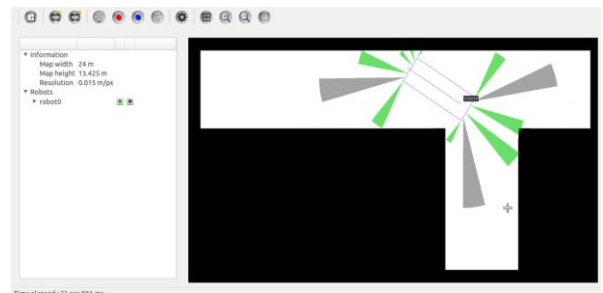 Information
Map width 24 m
Map height 13.425 m
Resolution 0.015 m/px
Robots
robot0